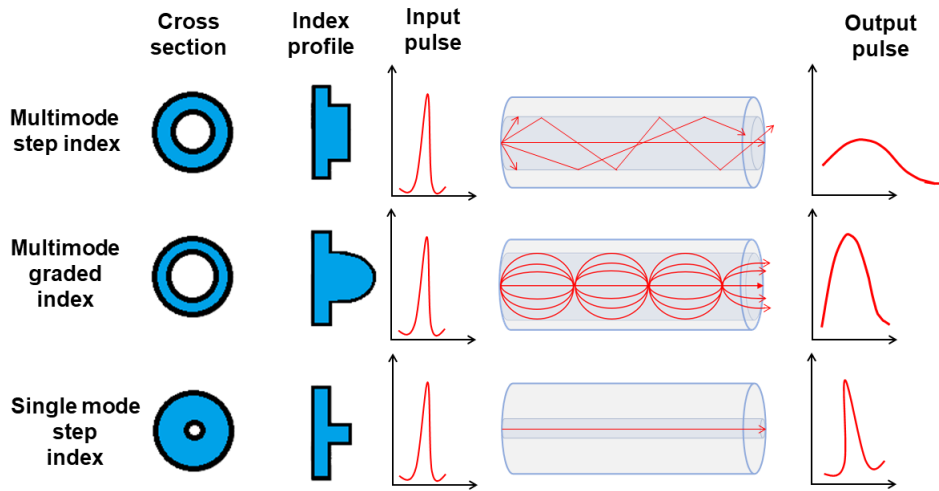 Cross
section
Index
profile
Input
pulse
Output
pulse
Multimode
step index
Multimode
graded
index
Single mode
step
index